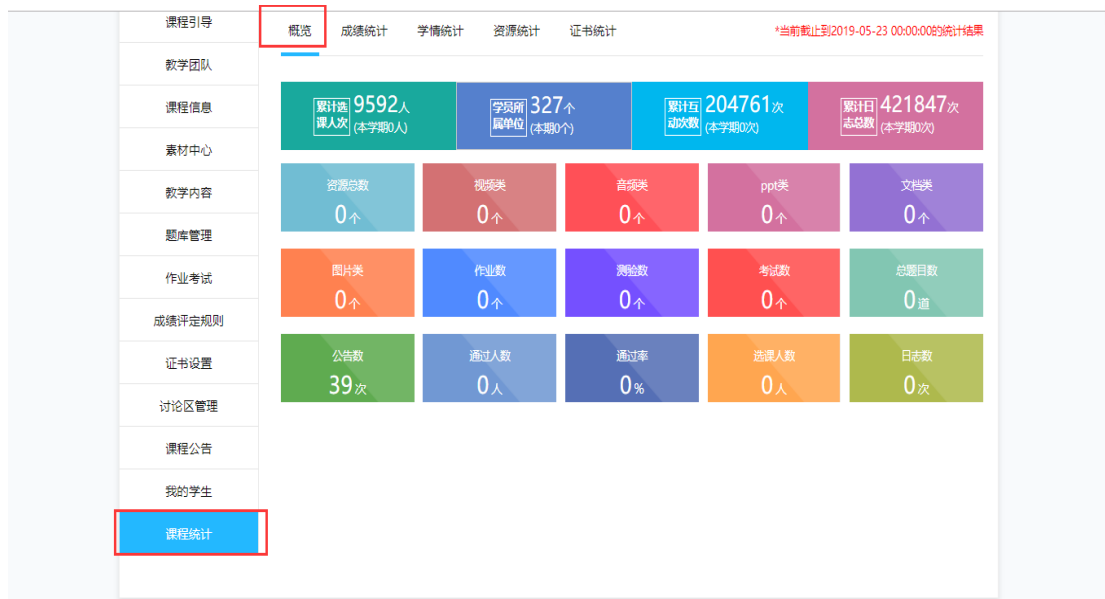 课程引导
教学团队
课程信息
素材中心
教学内容
题库管理
作业考试
成绩评定规则
证书设置
讨论区管理
课程公告
我的学生
课程统计
概览 成绩统计 学情统计 资源统计 证书统计 *当前截止到2019-05-23 00:00:00的统计结果
累计选课人次 9592人 (本学期0人)
学员所属单位 327个 (本期0个)
累计互动次数 204761次 (本学期0次)
累计日志总数 421847次 (本学期0次)
资源总数 视频类 音频类 ppt类 文档类
0个 0个 0个 0个 0个
图片类 作业数 测验数 考试数 总题目数
0个 0个 0个 0个 0道
公告数 通过人数 通过率 选课人数 日志数
39次 0人 0% 0人 0次